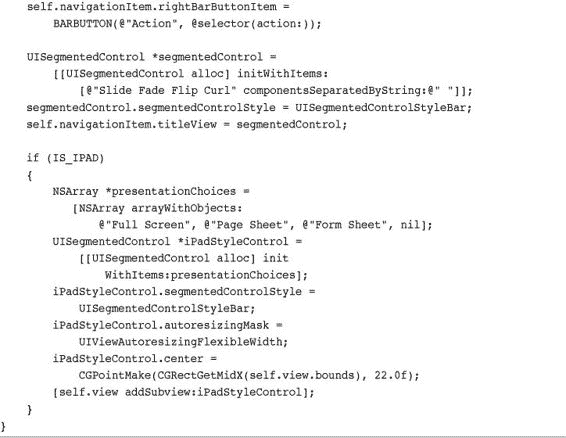 self.navigationItem.rightBarButtonItem =
BARBUTTON(@"Action", @selector(action:));
UISegmentedControl *segmentedControl =
[[UISegmentedControl alloc] initWithItems:
[@"Slide Fade Flip Curl" componentsSeparatedByString:@" "]];
segmentedControl.segmentedControlStyle = UISegmentedControlStyleBar;
self.navigationItem.titleView = segmentedControl;
if (IS_IPAD)
{
NSArray *presentationChoices =
[NSArray arrayWithObjects:
@"Full Screen", @"Page Sheet", @"Form Sheet", nil];
UISegmentedControl *iPadStyleControl =
[[UISegmentedControl alloc] init
WithItems:presentationChoices];
iPadStyleControl.segmentedControlStyle =
UISegmentedControlStyleBar;
iPadStyleControl.autoresizingMask =
UIViewAutoresizingFlexibleWidth;
iPadStyleControl.center =
CGPointMake(CGRectGetMidX(self.view.bounds), 22.0f);
[self.view addSubview:iPadStyleControl];
}
}